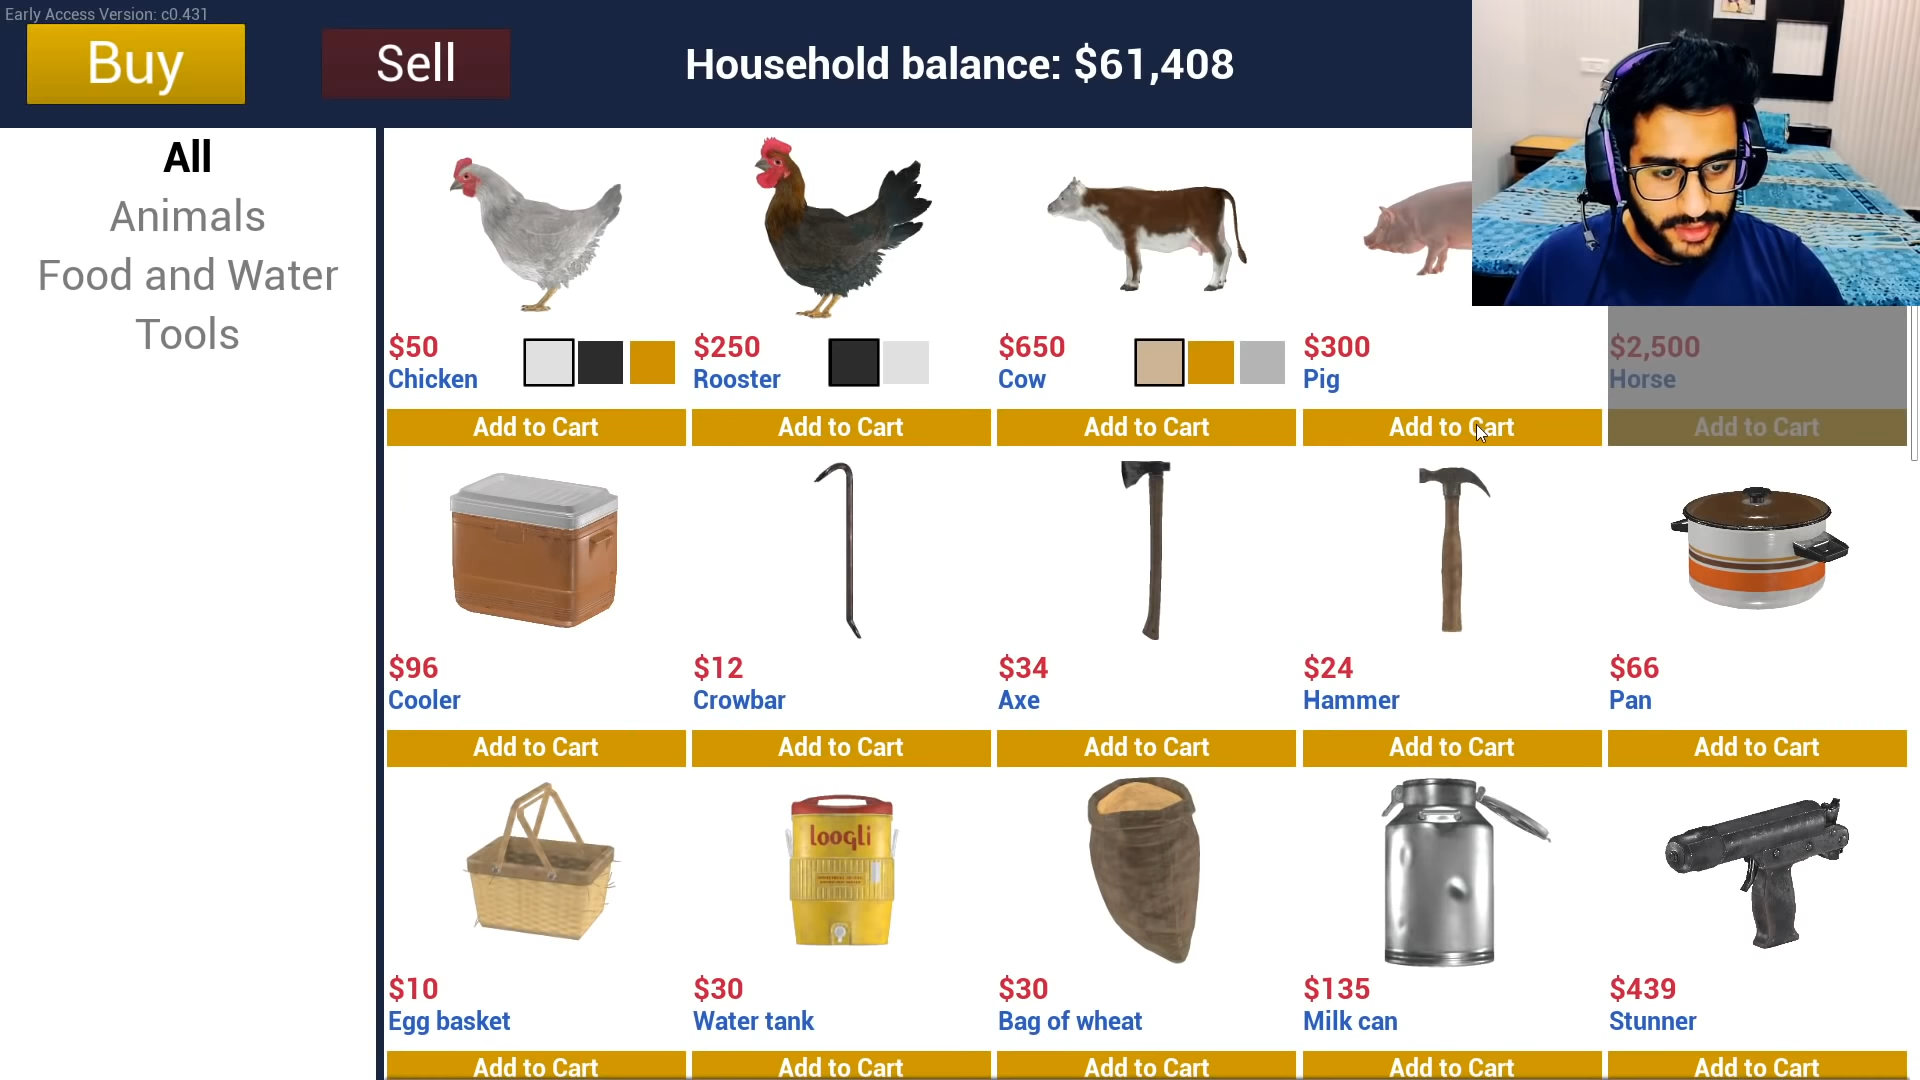 Early Access Version: c0.431
Buy
Sell
Household balance: $61,408
All
Animals
Food and Water
Tools
$50
Chicken
Add to Cart
$250
Rooster
Add to Cart
$650
Cow
Add to Cart
$300
Pig
Add to Cart
$2,500
Horse
Add to Cart
$96
Cooler
Add to Cart
$12
Crowbar
Add to Cart
$34
Axe
Add to Cart
$24
Hammer
Add to Cart
$66
Pan
Add to Cart
loogli
$10
Egg basket
Add to Cart
$30
Water tank
Add to Cart
$30
Bag of wheat
Add to Cart
$135
Milk can
Add to Cart
$439
Stunner
Add to Cart